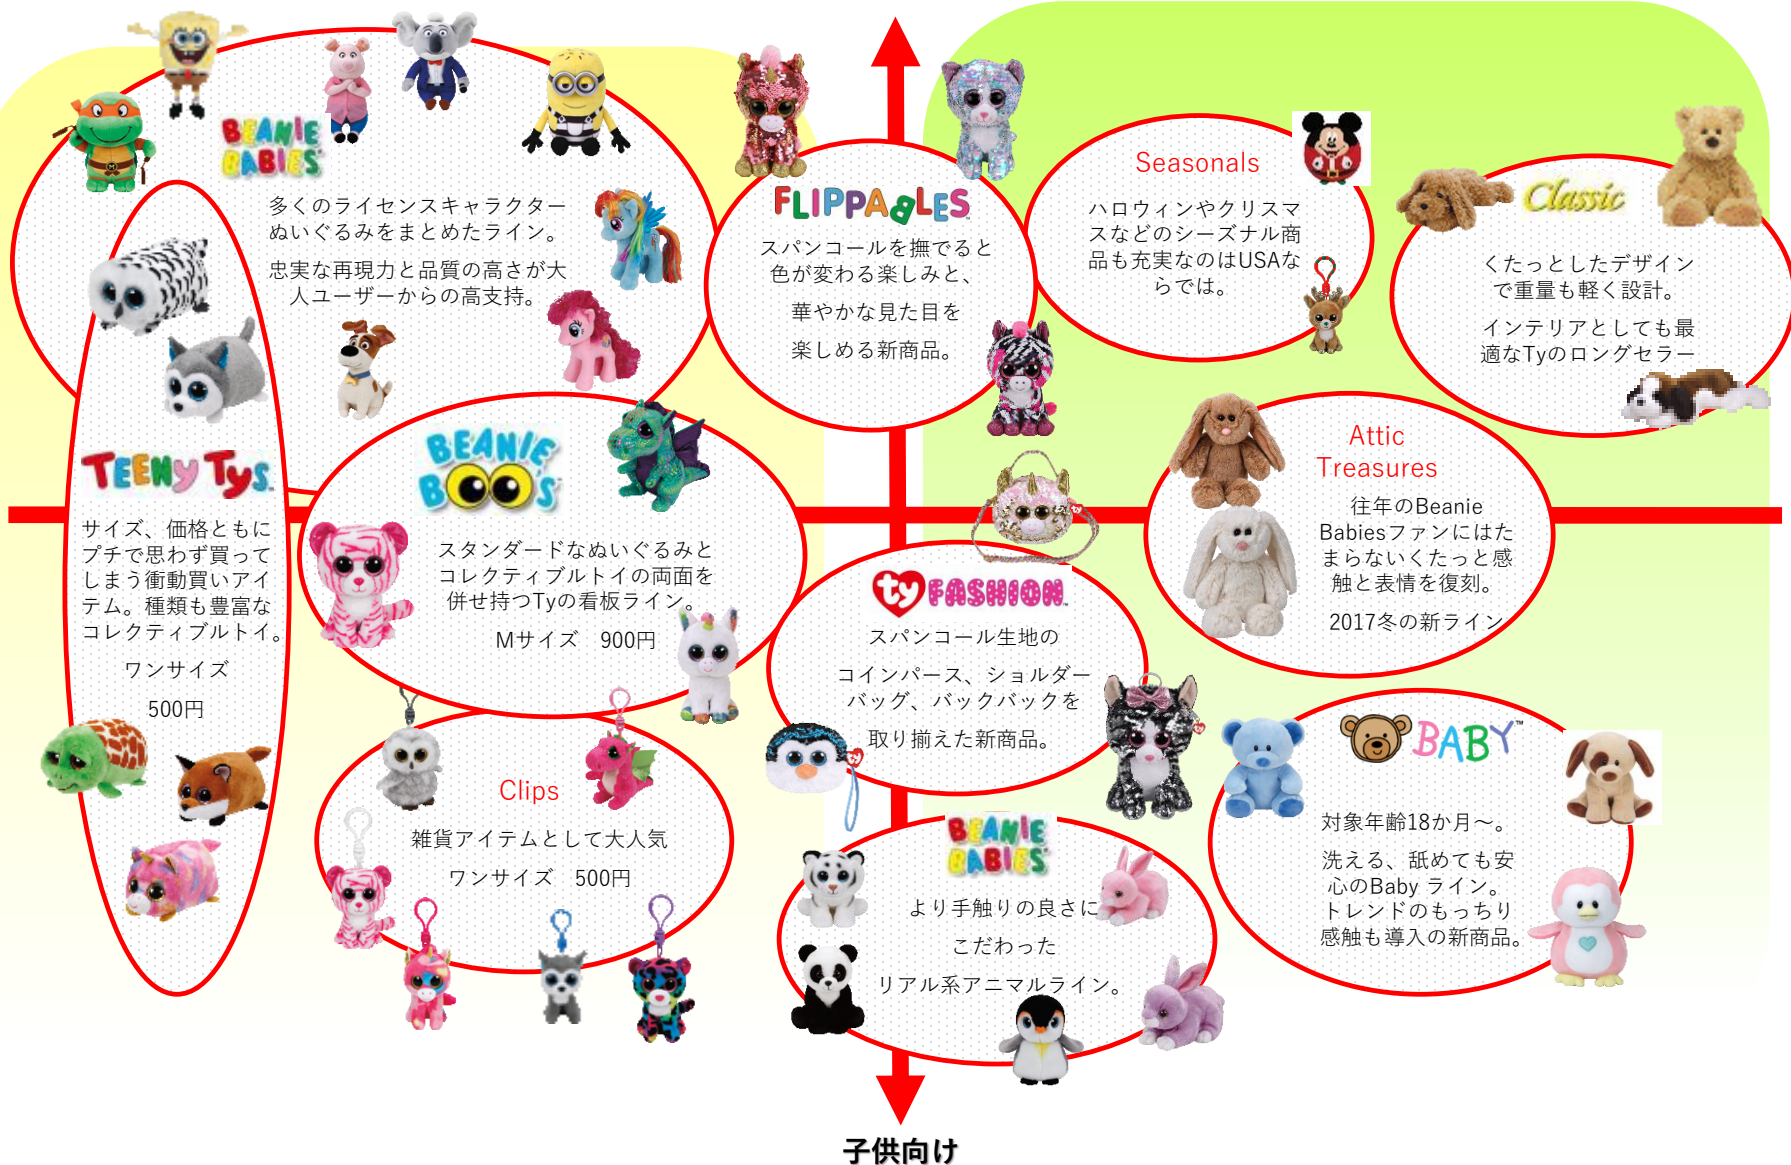 BEANIE
BABIES
多くのライセンスキャラクター
ぬいぐるみをまとめたライン。
忠実な再現力と品質の高さが大
人ユーザーからの高支持。
FLIPPABLES
スパンコールを撫でると
色が変わる楽しみと、
華やかな見た目を
楽しめる新商品。
Seasonals
ハロウィンやクリスマ
スなどのシーズナル商
品も充実なのはUSAな
らでは。
Classic
くたっとしたデザイン
で重量も軽く設計。
インテリアとしても最
適なTyのロングセラー
TEENY TYS
サイズ、価格ともに
プチで思わず買って
しまう衝動買いアイ
テム。種類も豊富な
コレクティブルトイ。
ワンサイズ
500円
BEANIE
BOO'S
スタンダードなぬいぐるみと
コレクティブルトイの両面を
併せ持つTyの看板ライン。
Mサイズ　900円
Attic
Treasures
往年のBeanie
Babiesファンにはた
まらないくたっと感
触と表情を復刻。
2017冬の新ライン
ty FASHION
スパンコール生地の
コインパース、ショルダー
バッグ、バックパックを
取り揃えた新商品。
Clips
雑貨アイテムとして大人気
ワンサイズ　500円
BABY™
対象年齢18か月～。
洗える、舐めても安
心のBaby ライン。
トレンドのもっちり
感触も導入の新商品。
BEANIE
BABIES
より手触りの良さに
こだわった
リアル系アニマルライン。
子供向け